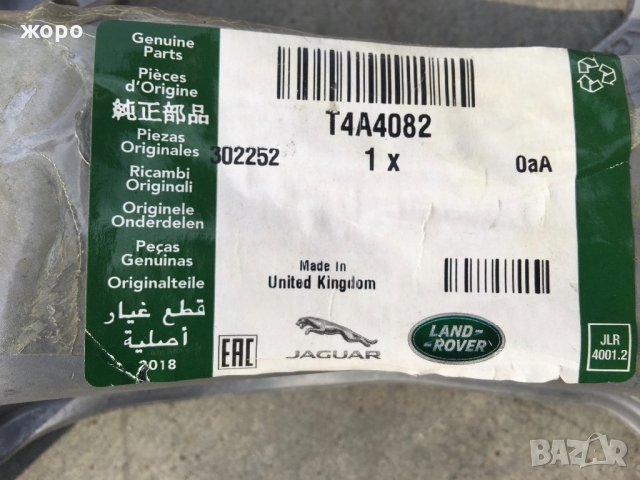 жоро
Genuine
Parts
Pièces
d'Origine
純正部品
Piezas
Originales
Ricambi
Originali
Originele
Onderdelen
Peças
Genuinas
Originalteile
قطع غيار
أصلية
2018
T4A4082
302252
1 x
0aA
Made In
United Kingdom
EAC
JAGUAR
LAND-
-ROVER
JLR
4001.2
BAZAR